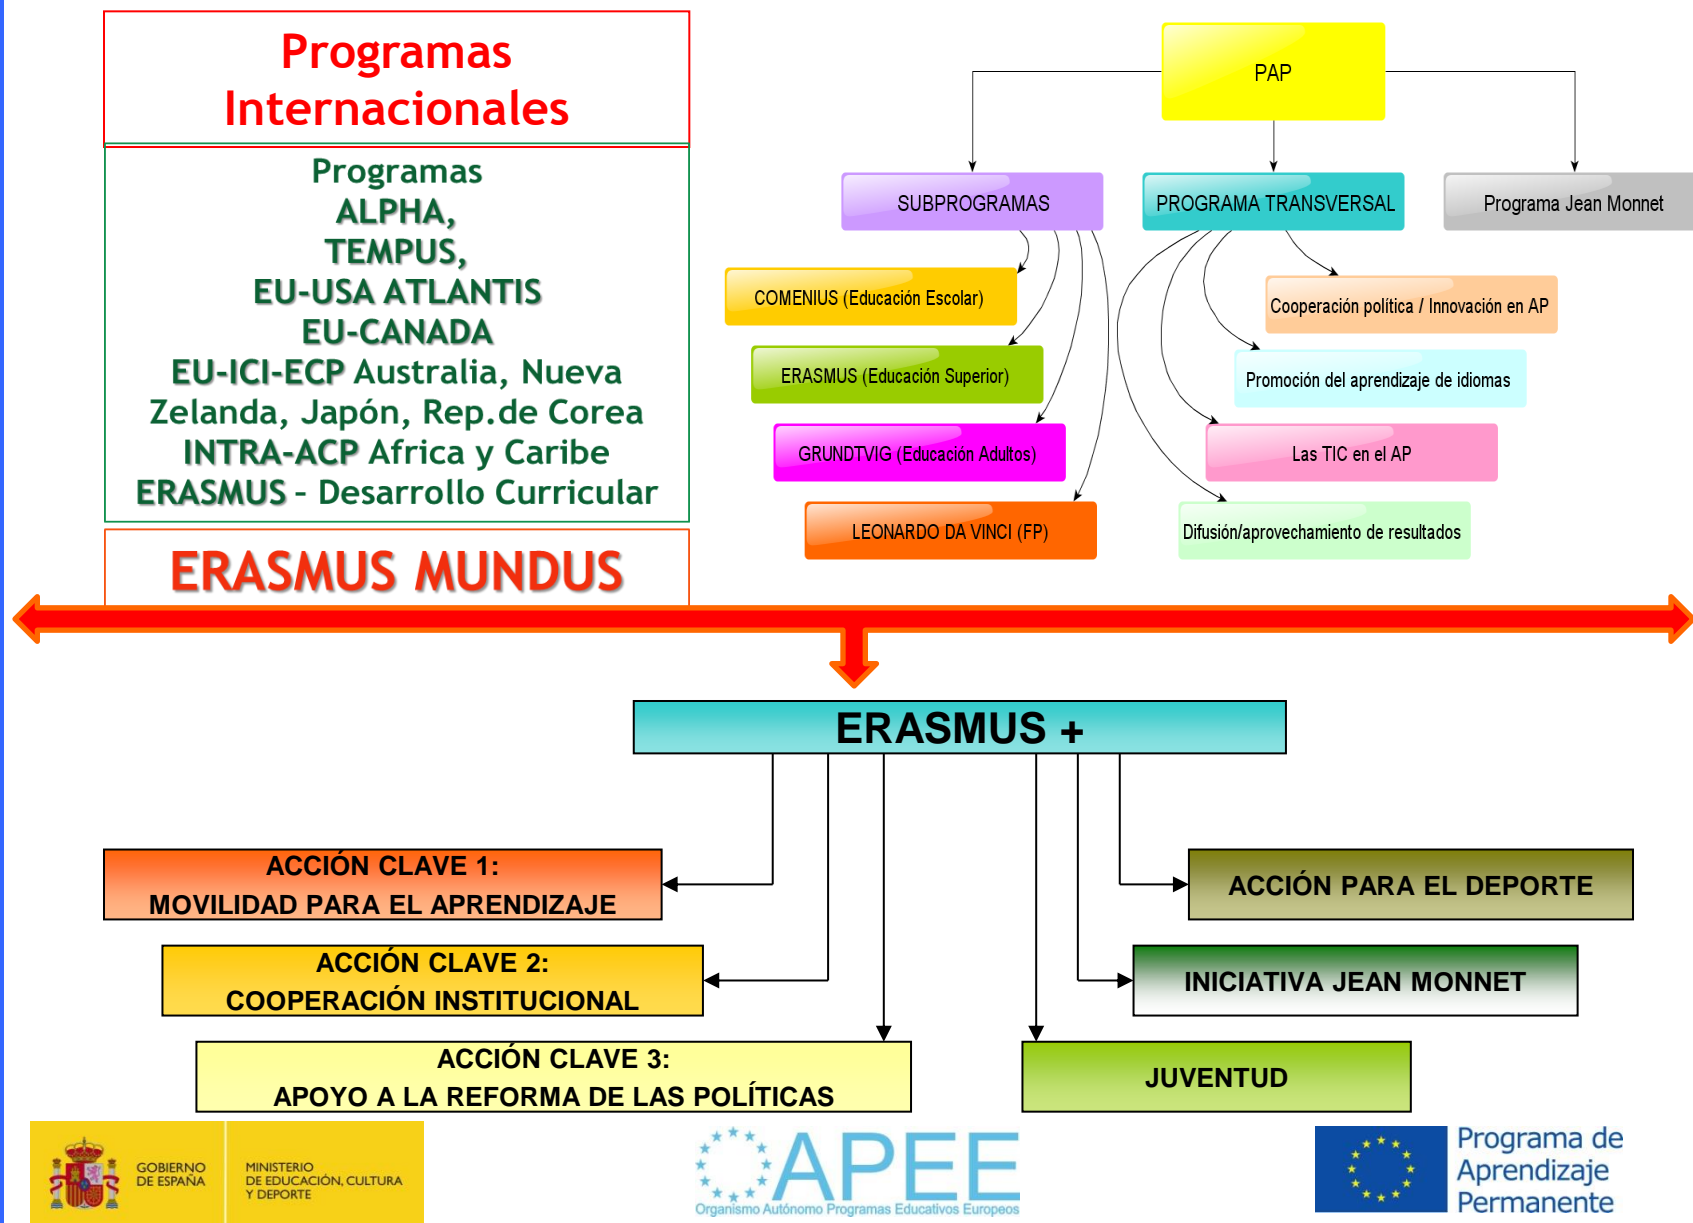 Programas
Internacionales
Programas
ALPHA,
TEMPUS,
EU-USA ATLANTIS
EU-CANADA
EU-ICI-ECP Australia, Nueva
Zelanda, Japón, Rep.de Corea
INTRA-ACP Africa y Caribe
ERASMUS - Desarrollo Curricular
ERASMUS MUNDUS
PAP
SUBPROGRAMAS
PROGRAMA TRANSVERSAL
Programa Jean Monnet
COMENIUS (Educación Escolar)
ERASMUS (Educación Superior)
GRUNDTVIG (Educación Adultos)
LEONARDO DA VINCI (FP)
Cooperación política / Innovación en AP
Promoción del aprendizaje de idiomas
Las TIC en el AP
Difusión/aprovechamiento de resultados
ERASMUS +
ACCIÓN CLAVE 1:
MOVILIDAD PARA EL APRENDIZAJE
ACCIÓN CLAVE 2:
COOPERACIÓN INSTITUCIONAL
ACCIÓN CLAVE 3:
APOYO A LA REFORMA DE LAS POLÍTICAS
ACCIÓN PARA EL DEPORTE
INICIATIVA JEAN MONNET
JUVENTUD
GOBIERNO
DE ESPAÑA
MINISTERIO
DE EDUCACIÓN, CULTURA
Y DEPORTE
OAPEE
Organismo Autónomo Programas Educativos Europeos
Programa de
Aprendizaje
Permanente